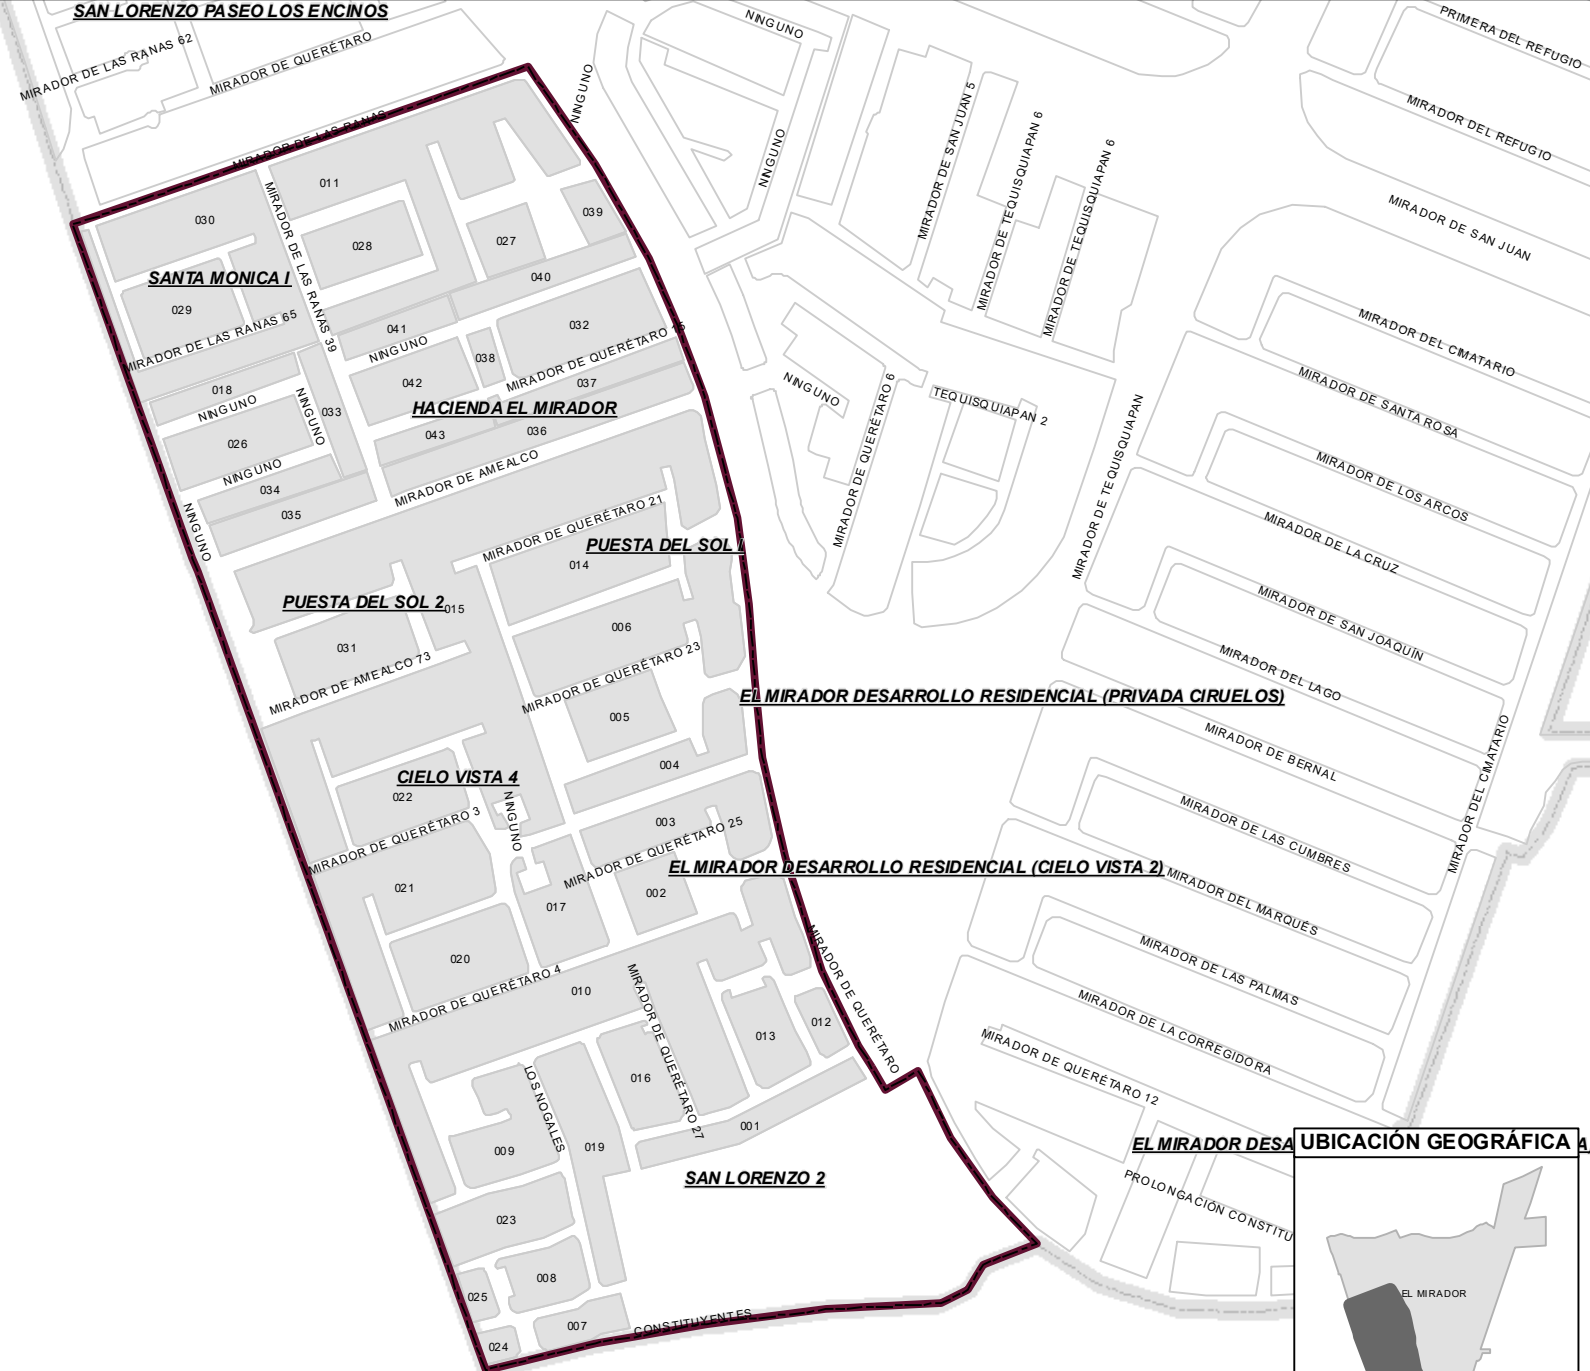 SAN LORENZO PASEO LOS ENCINOS
MIRADOR DE LAS RANAS 62
MIRADOR DE QUERÉTARO
NINGUNO
PRIMERA DEL REFUGIO
MIRADOR DEL REFUGIO
NINGUNO
MIRADOR DE LAS RANAS
NINGUNO
MIRADOR DE SAN JUAN 5
MIRADOR DE TEQUISQUIAPAN 6
MIRADOR DE TEQUISQUIAPAN 6
MIRADOR DE SAN JUAN
011
030
028
039
027
040
MIRADOR DE LAS RANAS 39
SANTA MONICA I
029
MIRADOR DE LAS RANAS 65
041
NINGUNO
032
038
MIRADOR DE QUERÉTARO 15
037
042
018
NINGUNO
NINGUNO
033
HACIENDA EL MIRADOR
043
036
026
NINGUNO
034
035
MIRADOR DE AMEALCO
NINGUNO
NINGUNO
MIRADOR DE QUERÉTARO 6
TEQUISQUIAPAN 2
MIRADOR DE TEQUISQUIAPAN
MIRADOR DEL CIMATARIO
MIRADOR DE SANTA ROSA
MIRADOR DE LOS ARCOS
MIRADOR DE LA CRUZ
MIRADOR DE SAN JOAQUÍN
MIRADOR DEL LAGO
MIRADOR DE BERNAL
MIRADOR DEL CIMATARIO
MIRADOR DE LAS CUMBRES
MIRADOR DEL MARQUÉS
MIRADOR DE LAS PALMAS
MIRADOR DE LA CORREGIDORA
MIRADOR DE QUERÉTARO 12
MIRADOR DE QUERÉTARO 21
PUESTA DEL SOL I
014
PUESTA DEL SOL 2
015
006
031
MIRADOR DE AMEALCO 73
MIRADOR DE QUERÉTARO 23
EL MIRADOR DESARROLLO RESIDENCIAL (PRIVADA CIRUELOS)
005
004
CIELO VISTA 4
022
NINGUNO
MIRADOR DE QUERÉTARO 3
003
MIRADOR DE QUERÉTARO 25
EL MIRADOR DESARROLLO RESIDENCIAL (CIELO VISTA 2)
021
002
017
020
MIRADOR DE QUERÉTARO 4
010
MIRADOR DE QUERÉTARO 27
MIRADOR DE QUERÉTARO
013
012
016
LOS NOGALES
001
009
019
SAN LORENZO 2
EL MIRADOR DESA
A
PROLONGACIÓN CONSTITU
023
008
025
007
024
CONSTITUYENTES
UBICACIÓN GEOGRÁFICA
EL MIRADOR